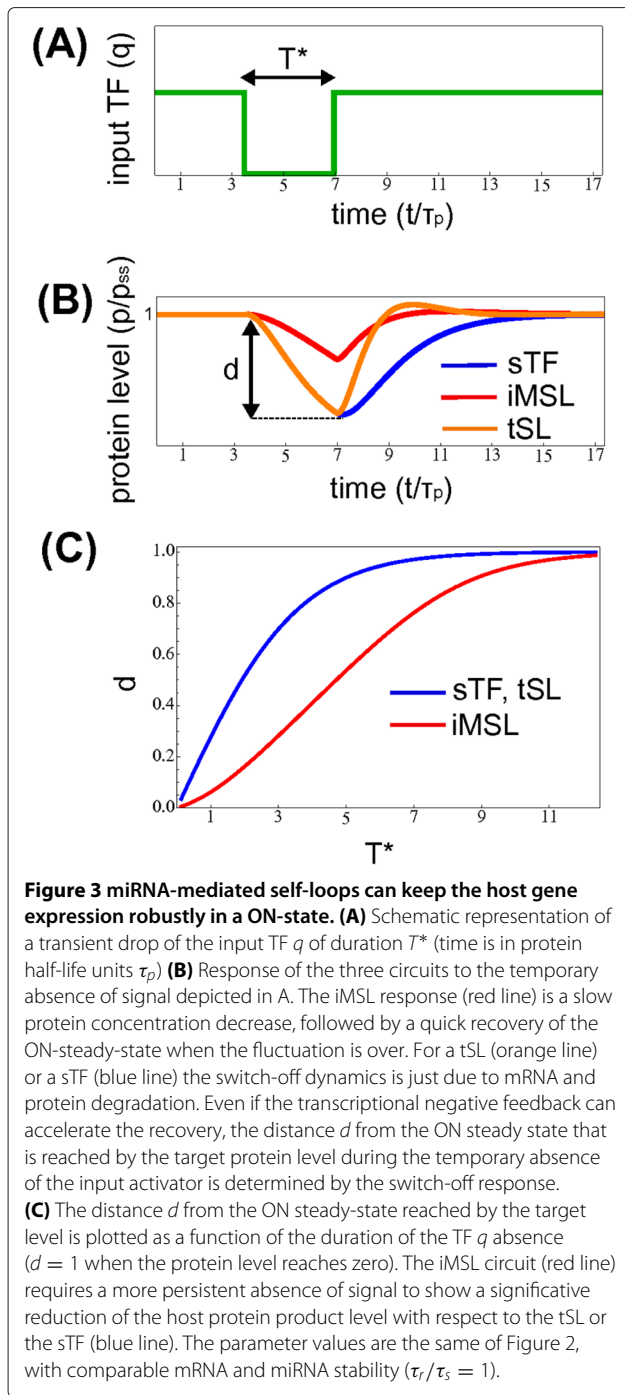 (A)
input TF (q)
T*
1 3 5 7 9 11 13 15 17
time (t/τp)
(B)
protein level (p/pss)
1
d
sTF
iMSL
tSL
1 3 5 7 9 11 13 15 17
time (t/τp)
(C)
d
1.0
0.8
0.6
0.4
0.2
0.0
sTF, tSL
iMSL
1 3 5 7 9 11
T*
Figure 3 miRNA-mediated self-loops can keep the host gene
expression robustly in a ON-state. (A) Schematic representation of
a transient drop of the input TF q of duration T* (time is in protein
half-life units τp) (B) Response of the three circuits to the temporary
absence of signal depicted in A. The iMSL response (red line) is a slow
protein concentration decrease, followed by a quick recovery of the
ON-steady-state when the fluctuation is over. For a tSL (orange line)
or a sTF (blue line) the switch-off dynamics is just due to mRNA and
protein degradation. Even if the transcriptional negative feedback can
accelerate the recovery, the distance d from the ON steady state that
is reached by the target protein level during the temporary absence
of the input activator is determined by the switch-off response.
(C) The distance d from the ON steady-state reached by the target
level is plotted as a function of the duration of the TF q absence
(d = 1 when the protein level reaches zero). The iMSL circuit (red line)
requires a more persistent absence of signal to show a significative
reduction of the host protein product level with respect to the tSL or
the sTF (blue line). The parameter values are the same of Figure 2,
with comparable mRNA and miRNA stability (τr/τs = 1).